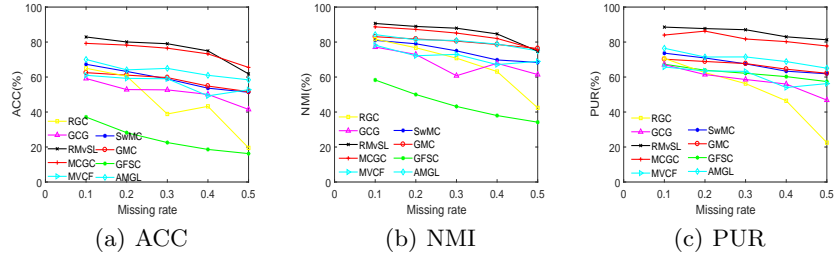 100
80
60
40
20
0
ACC(%)
RGC
GCG
RMvSL
MCGC
MVCF
SwMC
GMC
GFSC
AMGL
0.1 0.2 0.3 0.4 0.5
Missing rate
(a) ACC
100
80
60
40
20
0
NMI(%)
RGC
GCG
RMvSL
MCGC
MVCF
SwMC
GMC
GFSC
AMGL
0.1 0.2 0.3 0.4 0.5
Missing rate
(b) NMI
100
80
60
40
20
0
PUR(%)
RGC
GCG
RMvSL
MCGC
MVCF
SwMC
GMC
GFSC
AMGL
0.1 0.2 0.3 0.4 0.5
Missing rate
(c) PUR